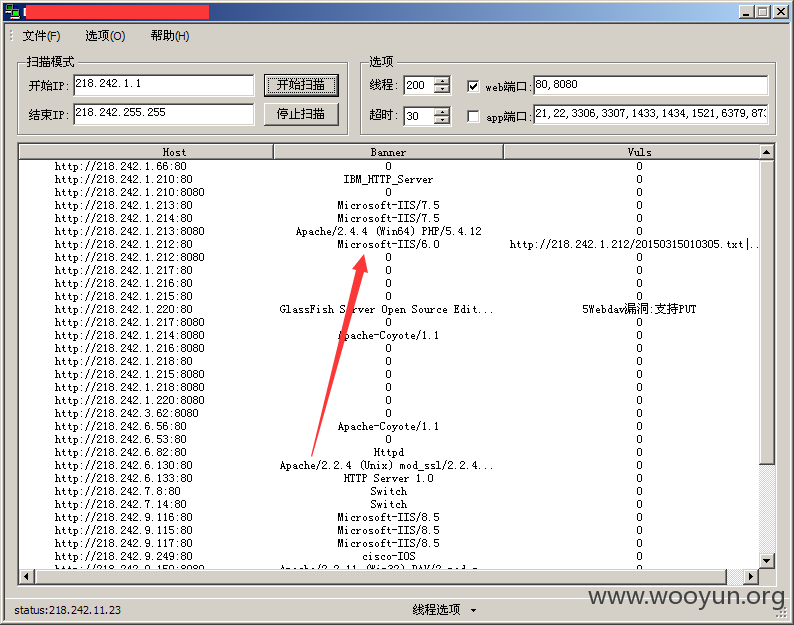 文件(F) 选项(O) 帮助(H)
扫描模式
开始IP: 218.242.1.1 开始扫描
结束IP: 218.242.255.255 停止扫描
选项
线程: 200 web端口: 80,8080
超时: 30 app端口: 21,22,3306,3307,1433,1434,1521,6379,873
Host Banner Vuls
http://218.242.1.66:80 0 0
http://218.242.1.210:80 IBM_HTTP_Server 0
http://218.242.1.210:8080 0 0
http://218.242.1.213:80 Microsoft-IIS/7.5 0
http://218.242.1.214:80 Microsoft-IIS/7.5 0
http://218.242.1.213:8080 Apache/2.4.4 (Win64) PHP/5.4.12 0
http://218.242.1.212:80 Microsoft-IIS/6.0 http://218.242.1.212/20150315010305.txt|..
http://218.242.1.212:8080 0 0
http://218.242.1.217:80 0 0
http://218.242.1.216:80 0 0
http://218.242.1.215:80 0 0
http://218.242.1.220:80 GlassFish Server Open Source Edit... 5Webdav漏洞:支持PUT
http://218.242.1.217:8080 0 0
http://218.242.1.214:8080 Apache-Coyote/1.1 0
http://218.242.1.216:8080 0 0
http://218.242.1.218:80 0 0
http://218.242.1.215:8080 0 0
http://218.242.1.218:8080 0 0
http://218.242.1.220:8080 0 0
http://218.242.3.62:8080 0 0
http://218.242.6.56:80 Apache-Coyote/1.1 0
http://218.242.6.53:80 0 0
http://218.242.6.82:80 Httpd 0
http://218.242.6.130:80 Apache/2.2.4 (Unix) mod_ssl/2.2.4... 0
http://218.242.6.133:80 HTTP Server 1.0 0
http://218.242.7.8:80 Switch 0
http://218.242.7.14:80 Switch 0
http://218.242.9.116:80 Microsoft-IIS/8.5 0
http://218.242.9.115:80 Microsoft-IIS/8.5 0
http://218.242.9.117:80 Microsoft-IIS/8.5 0
http://218.242.9.249:80 cisco-IOS 0
www.wooyun.org
status:218.242.11.23 线程选项